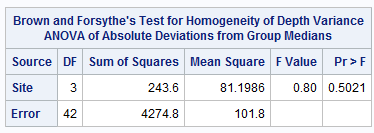 Brown and Forsythe's Test for Homogeneity of Depth Variance
ANOVA of Absolute Deviations from Group Medians
Source DF Sum of Squares Mean Square F Value Pr > F
Site 3 243.6 81.1986 0.80 0.5021
Error 42 4274.8 101.8